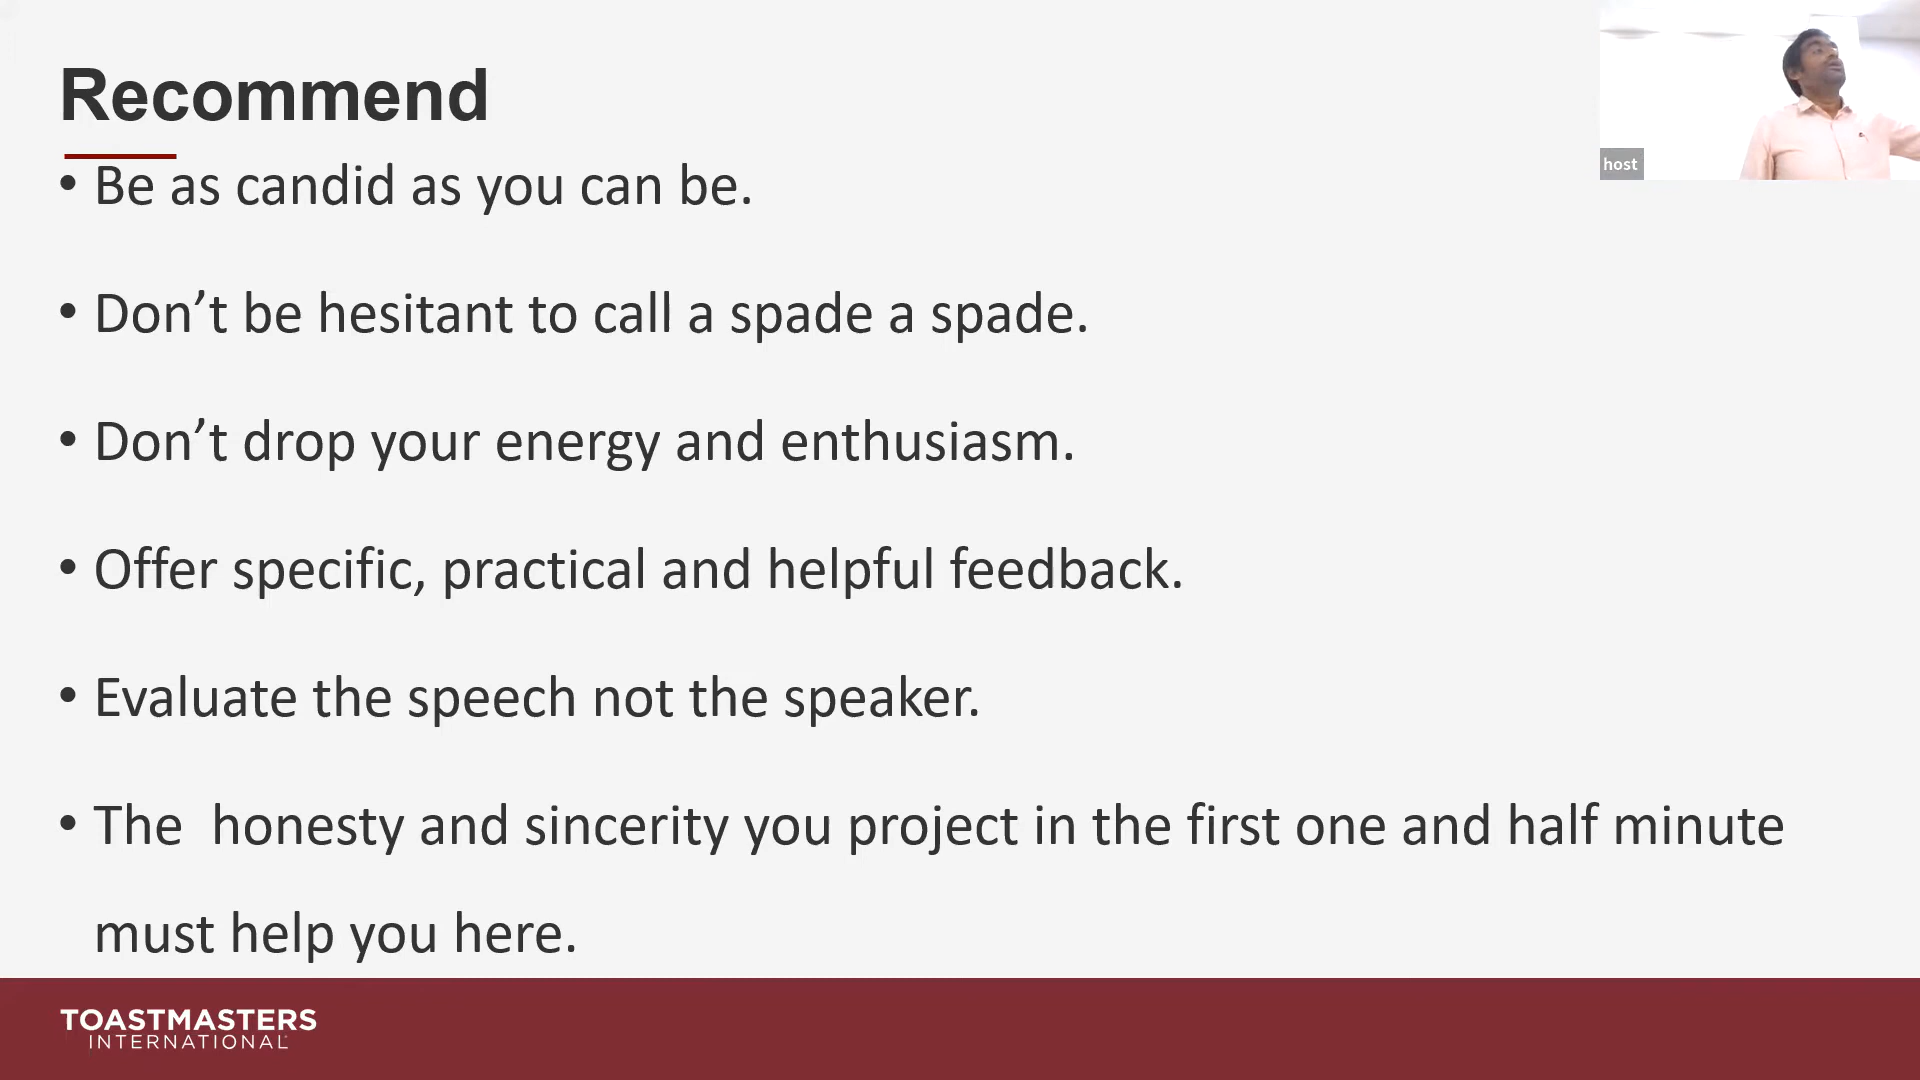 Recommend
host
• Be as candid as you can be.
• Don’t be hesitant to call a spade a spade.
• Don’t drop your energy and enthusiasm.
• Offer specific, practical and helpful feedback.
• Evaluate the speech not the speaker.
• The  honesty and sincerity you project in the first one and half minute
must help you here.
TOASTMASTERS
INTERNATIONAL